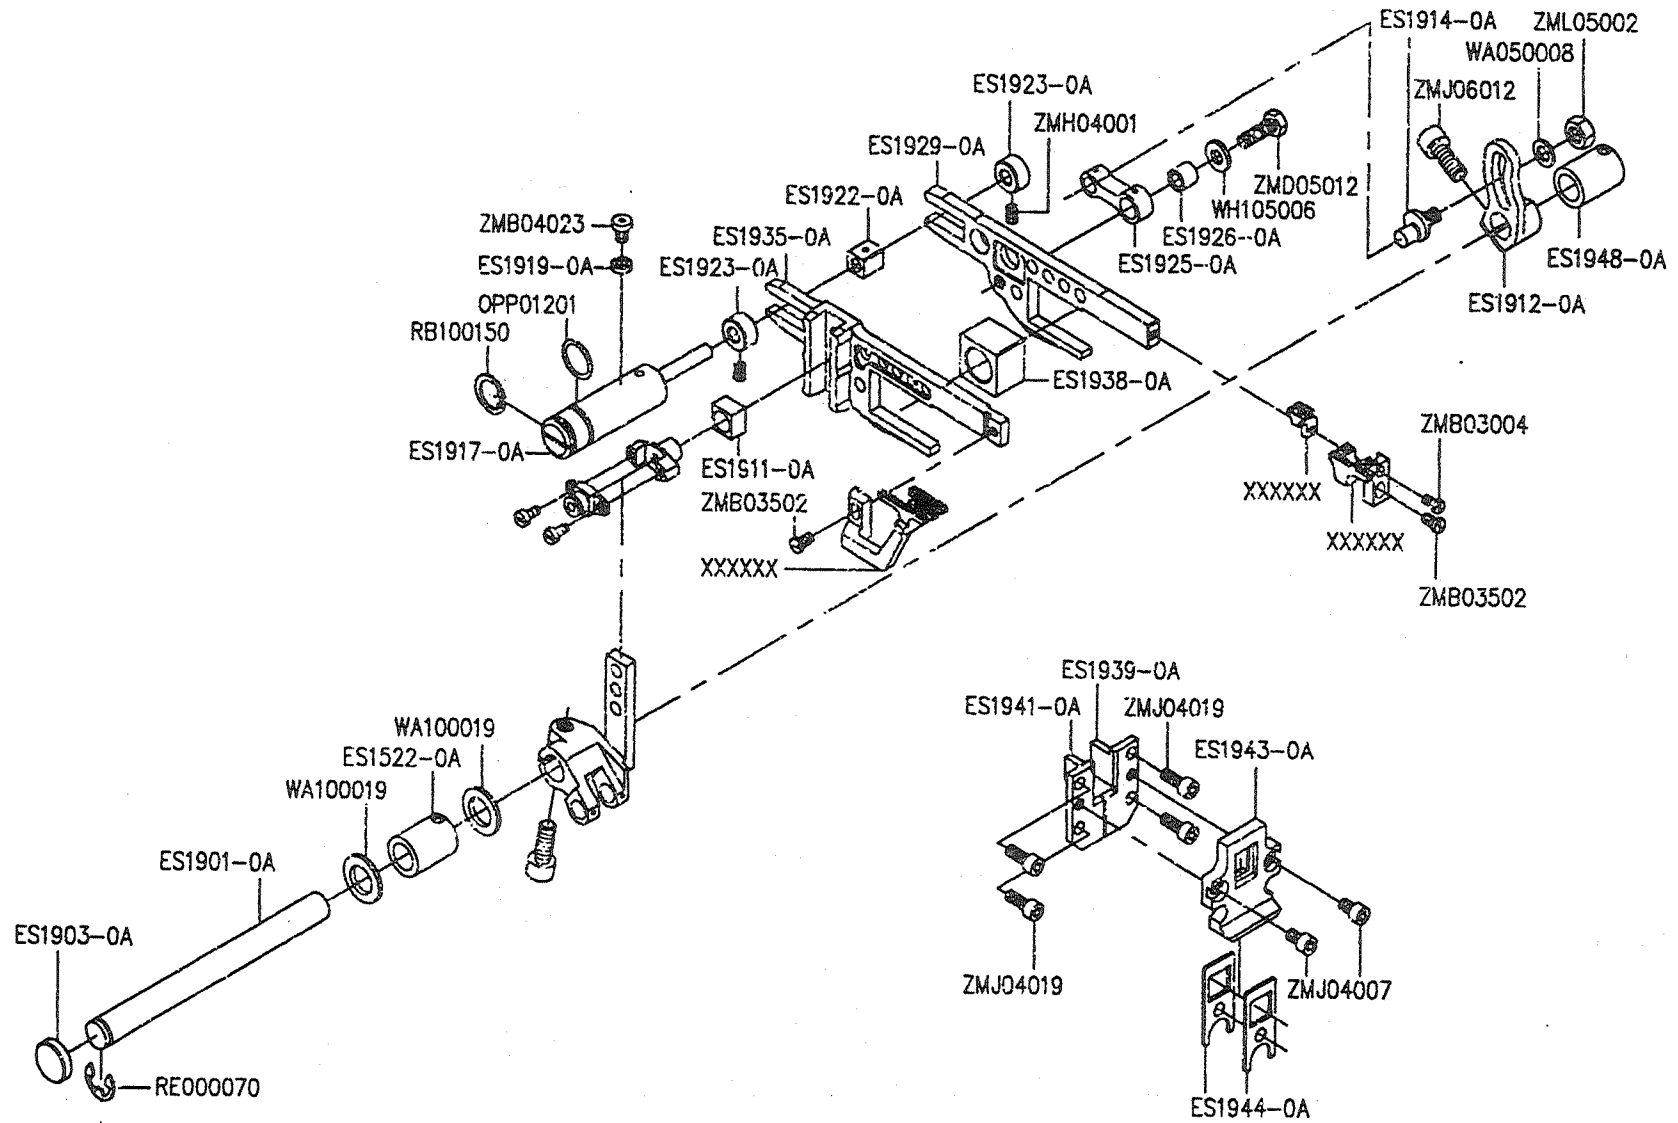 ES1914-0A
ZML05002
WA050008
ES1923-0A
ZMJ06012
ZMH04001
ES1929-0A
ZMD05012
ES1922-0A
WH105006
ZMB04023
ES1935-0A
ES1926-0A
ES1919-0A
ES1923-0A
ES1925-0A
ES1948-0A
OPP01201
ES1912-0A
RB100150
ES1938-0A
ZMB03004
ES1917-0A
ES1911-0A
XXXXXX
ZMB03502
XXXXXX
XXXXXX
ZMB03502
ES1939-0A
ES1941-0A
ZMJ04019
WA100019
ES1943-0A
ES1522-0A
WA100019
ES1901-0A
ES1903-0A
ZMJ04019
ZMJ04007
RE000070
ES1944-0A